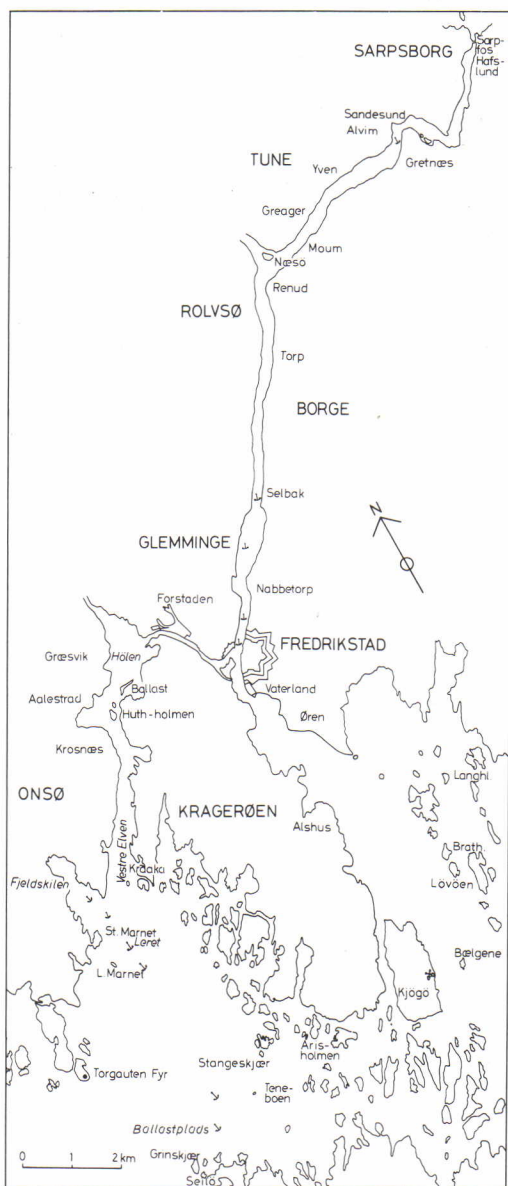 SARPSBORG
Sarp-
fos
Hafs-
lund
Sandesund
Alvim
Gretnæs
TUNE
Yven
Greager
Moum
Næsö
Renud
ROLVSØ
Torp
BORGE
Selbak
N
GLEMMINGE
Nabbetorp
Forstaden
FREDRIKSTAD
Græsvik
Hölen
Ballast
Vaterland
Aalestrad
Huth-holmen
Øren
Krosnæs
Langhl.
ONSØ
KRAGERØEN
Alshus
Vestre Elven
Brath.
Kraaka
Lövöen
Fjeldskilen
St. Marnet
Leret
Bælgene
L. Marnet
Kjögö
Stangeskjær
Aris-
holmen
Torgauten Fyr
Tene-
boen
Ballastplads
Grinskjær
Seilö
0 1 2 km